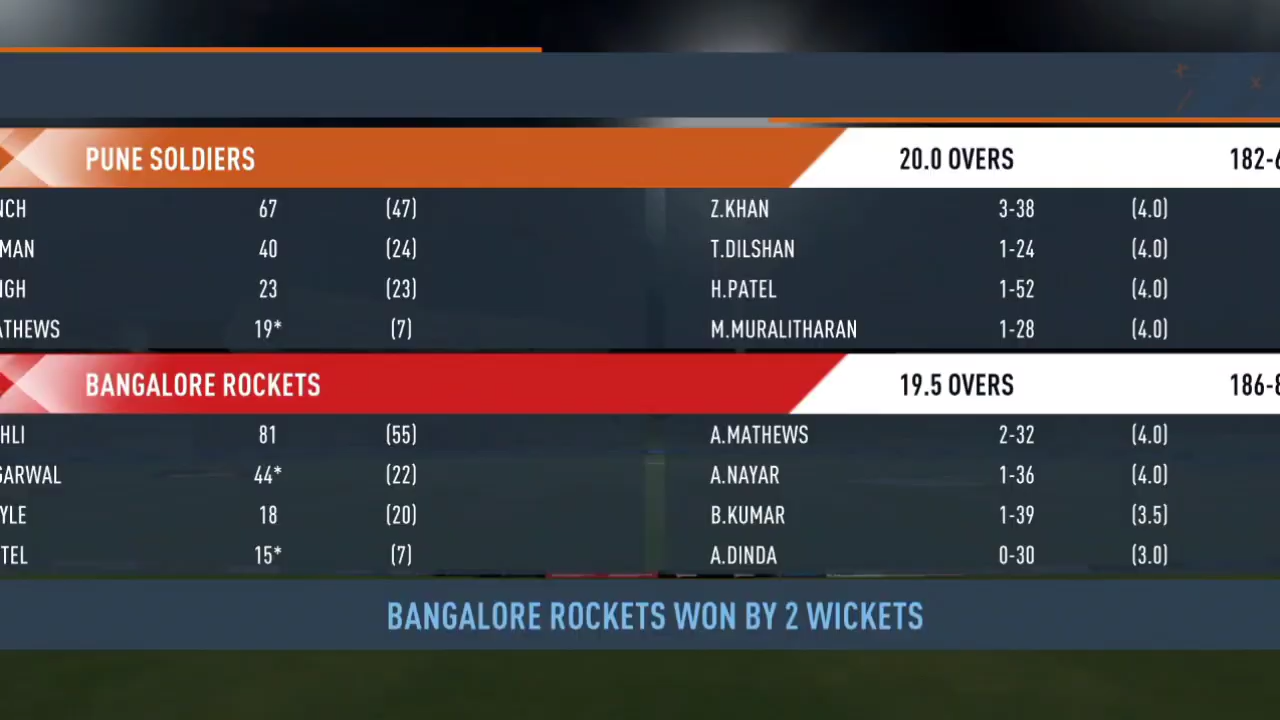 PUNE SOLDIERS 20.0 OVERS 182-6
NCH 67 (47) Z.KHAN 3-38 (4.0)
MAN 40 (24) T.DILSHAN 1-24 (4.0)
NGH 23 (23) H.PATEL 1-52 (4.0)
ATHEWS 19* (7) M.MURALITHARAN 1-28 (4.0)
BANGALORE ROCKETS 19.5 OVERS 186-8
HLI 81 (55) A.MATHEWS 2-32 (4.0)
GARWAL 44* (22) A.NAYAR 1-36 (4.0)
YLE 18 (20) B.KUMAR 1-39 (3.5)
TEL 15* (7) A.DINDA 0-30 (3.0)
BANGALORE ROCKETS WON BY 2 WICKETS